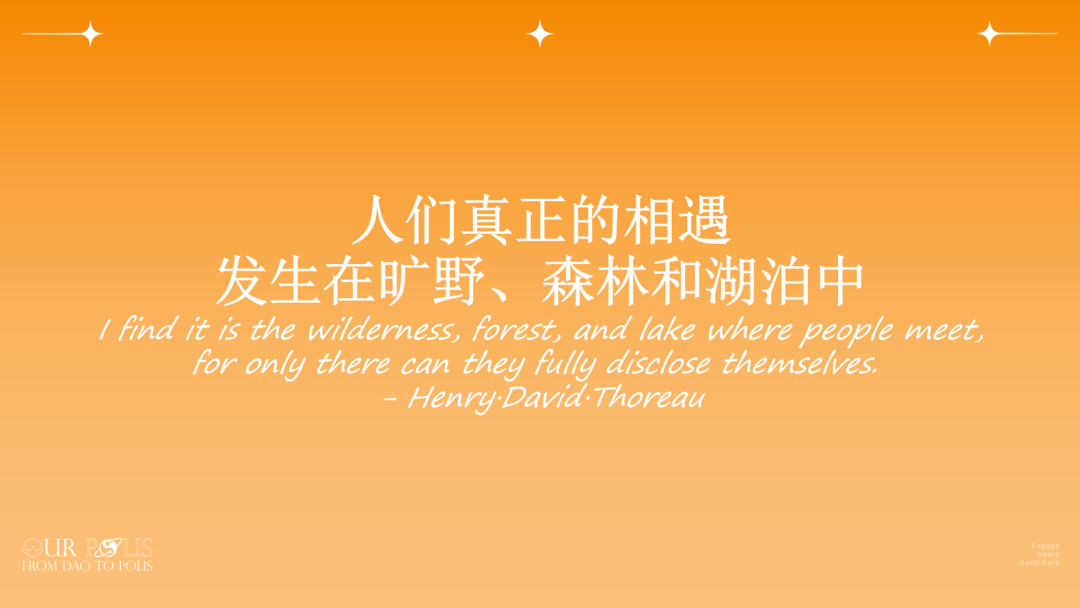 人们真正的相遇
发生在旷野、森林和湖泊中
I find it is the wilderness, forest, and lake where people meet,
for only there can they fully disclose themselves.
– Henry·David·Thoreau
OUR POLIS
FROM DAO TO POLIS
Engage
Share
Contribute